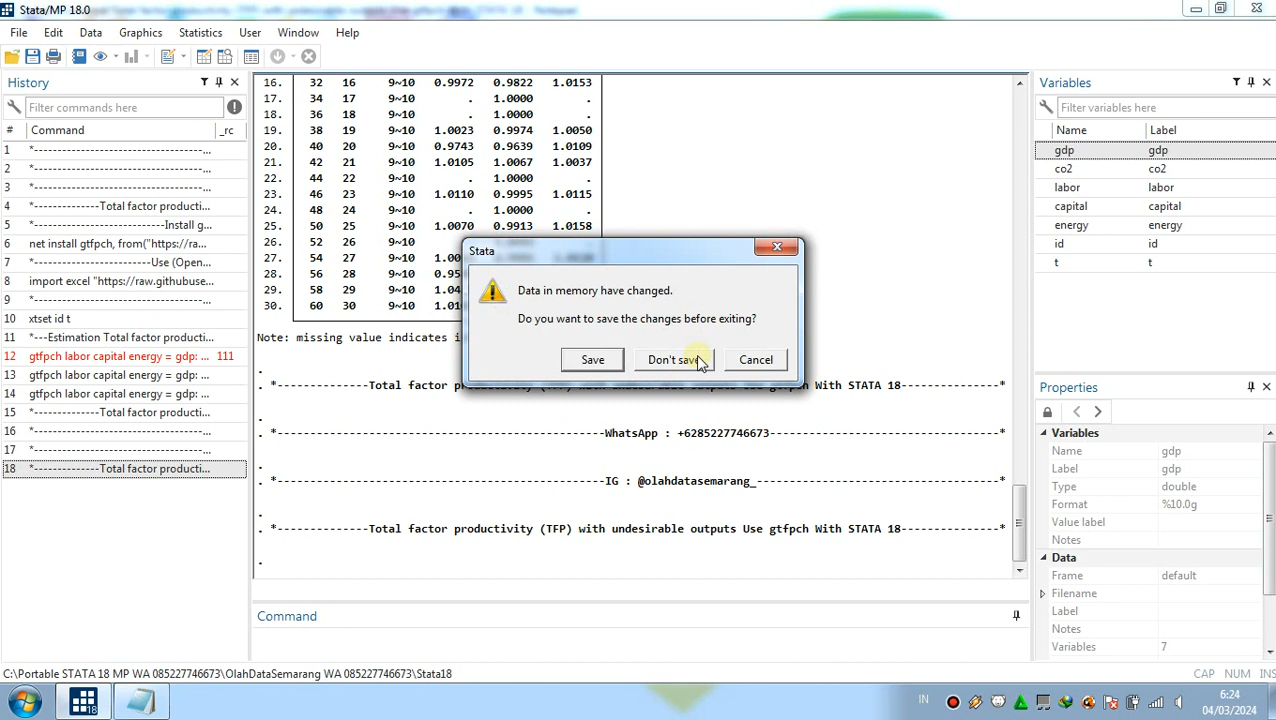 Stata/MP 18.0
File Edit Data Graphics Statistics User Window Help
History
Filter commands here
# Command _rc
1 *----------------------------------...
2 *----------------------------------...
3 *----------------------------------...
4 *--------------Total factor producti...
5 *-----------------------------Install g...
6 net install gtfpch, from("https://ra...
7 *--------------------------Use (Open...
8 import excel "https://raw.githubuse...
9 *----------------------------------...
10 xtset id t
11 *---------------Estimation Total producti...
12 gtfpch labor capital energy = gdp: ... 111
13 gtfpch labor capital energy = gdp: ...
14 gtfpch labor capital energy = gdp: ...
15 *----------------------------------...
16 *----------------------------------...
17 *----------------------------------...
18 *--------------Total factor producti...
16. 32 16 9~10 0.9972 0.9822 1.0153
17. 34 17 9~10 . 1.0000 .
18. 36 18 9~10 . 1.0000 .
19. 38 19 9~10 1.0023 0.9974 1.0050
20. 40 20 9~10 0.9743 0.9639 1.0109
21. 42 21 9~10 1.0105 1.0067 1.0037
22. 44 22 9~10 . 1.0000 .
23. 46 23 9~10 1.0110 0.9995 1.0115
24. 48 24 9~10 . 1.0000 .
25. 50 25 9~10 1.0070 0.9913 1.0158
26. 52 26 9~10
27. 54 27 9~10
28. 56 28 9~10
29. 58 29 9~10
30. 60 30 9~10
Note: missing value indicates
Stata
Data in memory have changed.
Do you want to save the changes before exiting?
Save Don't save Cancel
. *--------------Total factor productivity (TFP) with undesirable outputs Use gtfpch With STATA 18---------------*
. *------------------------------------------------WhatsApp : +6285227746673----------------------------------*
. *-----------------------------------------------------IG : @olahdatasemarang_------------------------------------*
. *--------------Total factor productivity (TFP) with undesirable outputs Use gtfpch With STATA 18---------------*
.
Command
Variables
Filter variables here
Name Label
gdp gdp
co2 co2
labor labor
capital capital
energy energy
id id
t t
Properties
Variables
Name gdp
Label gdp
Type double
Format %10.0g
Value label
Notes
Data
Frame default
Filename
Label
Notes
Variables 7
C:\Portable STATA 18 MP WA 085227746673\OlahDataSemarang WA 085227746673\Stata18
CAP NUM INS
18
IN
6:24
04/03/2024